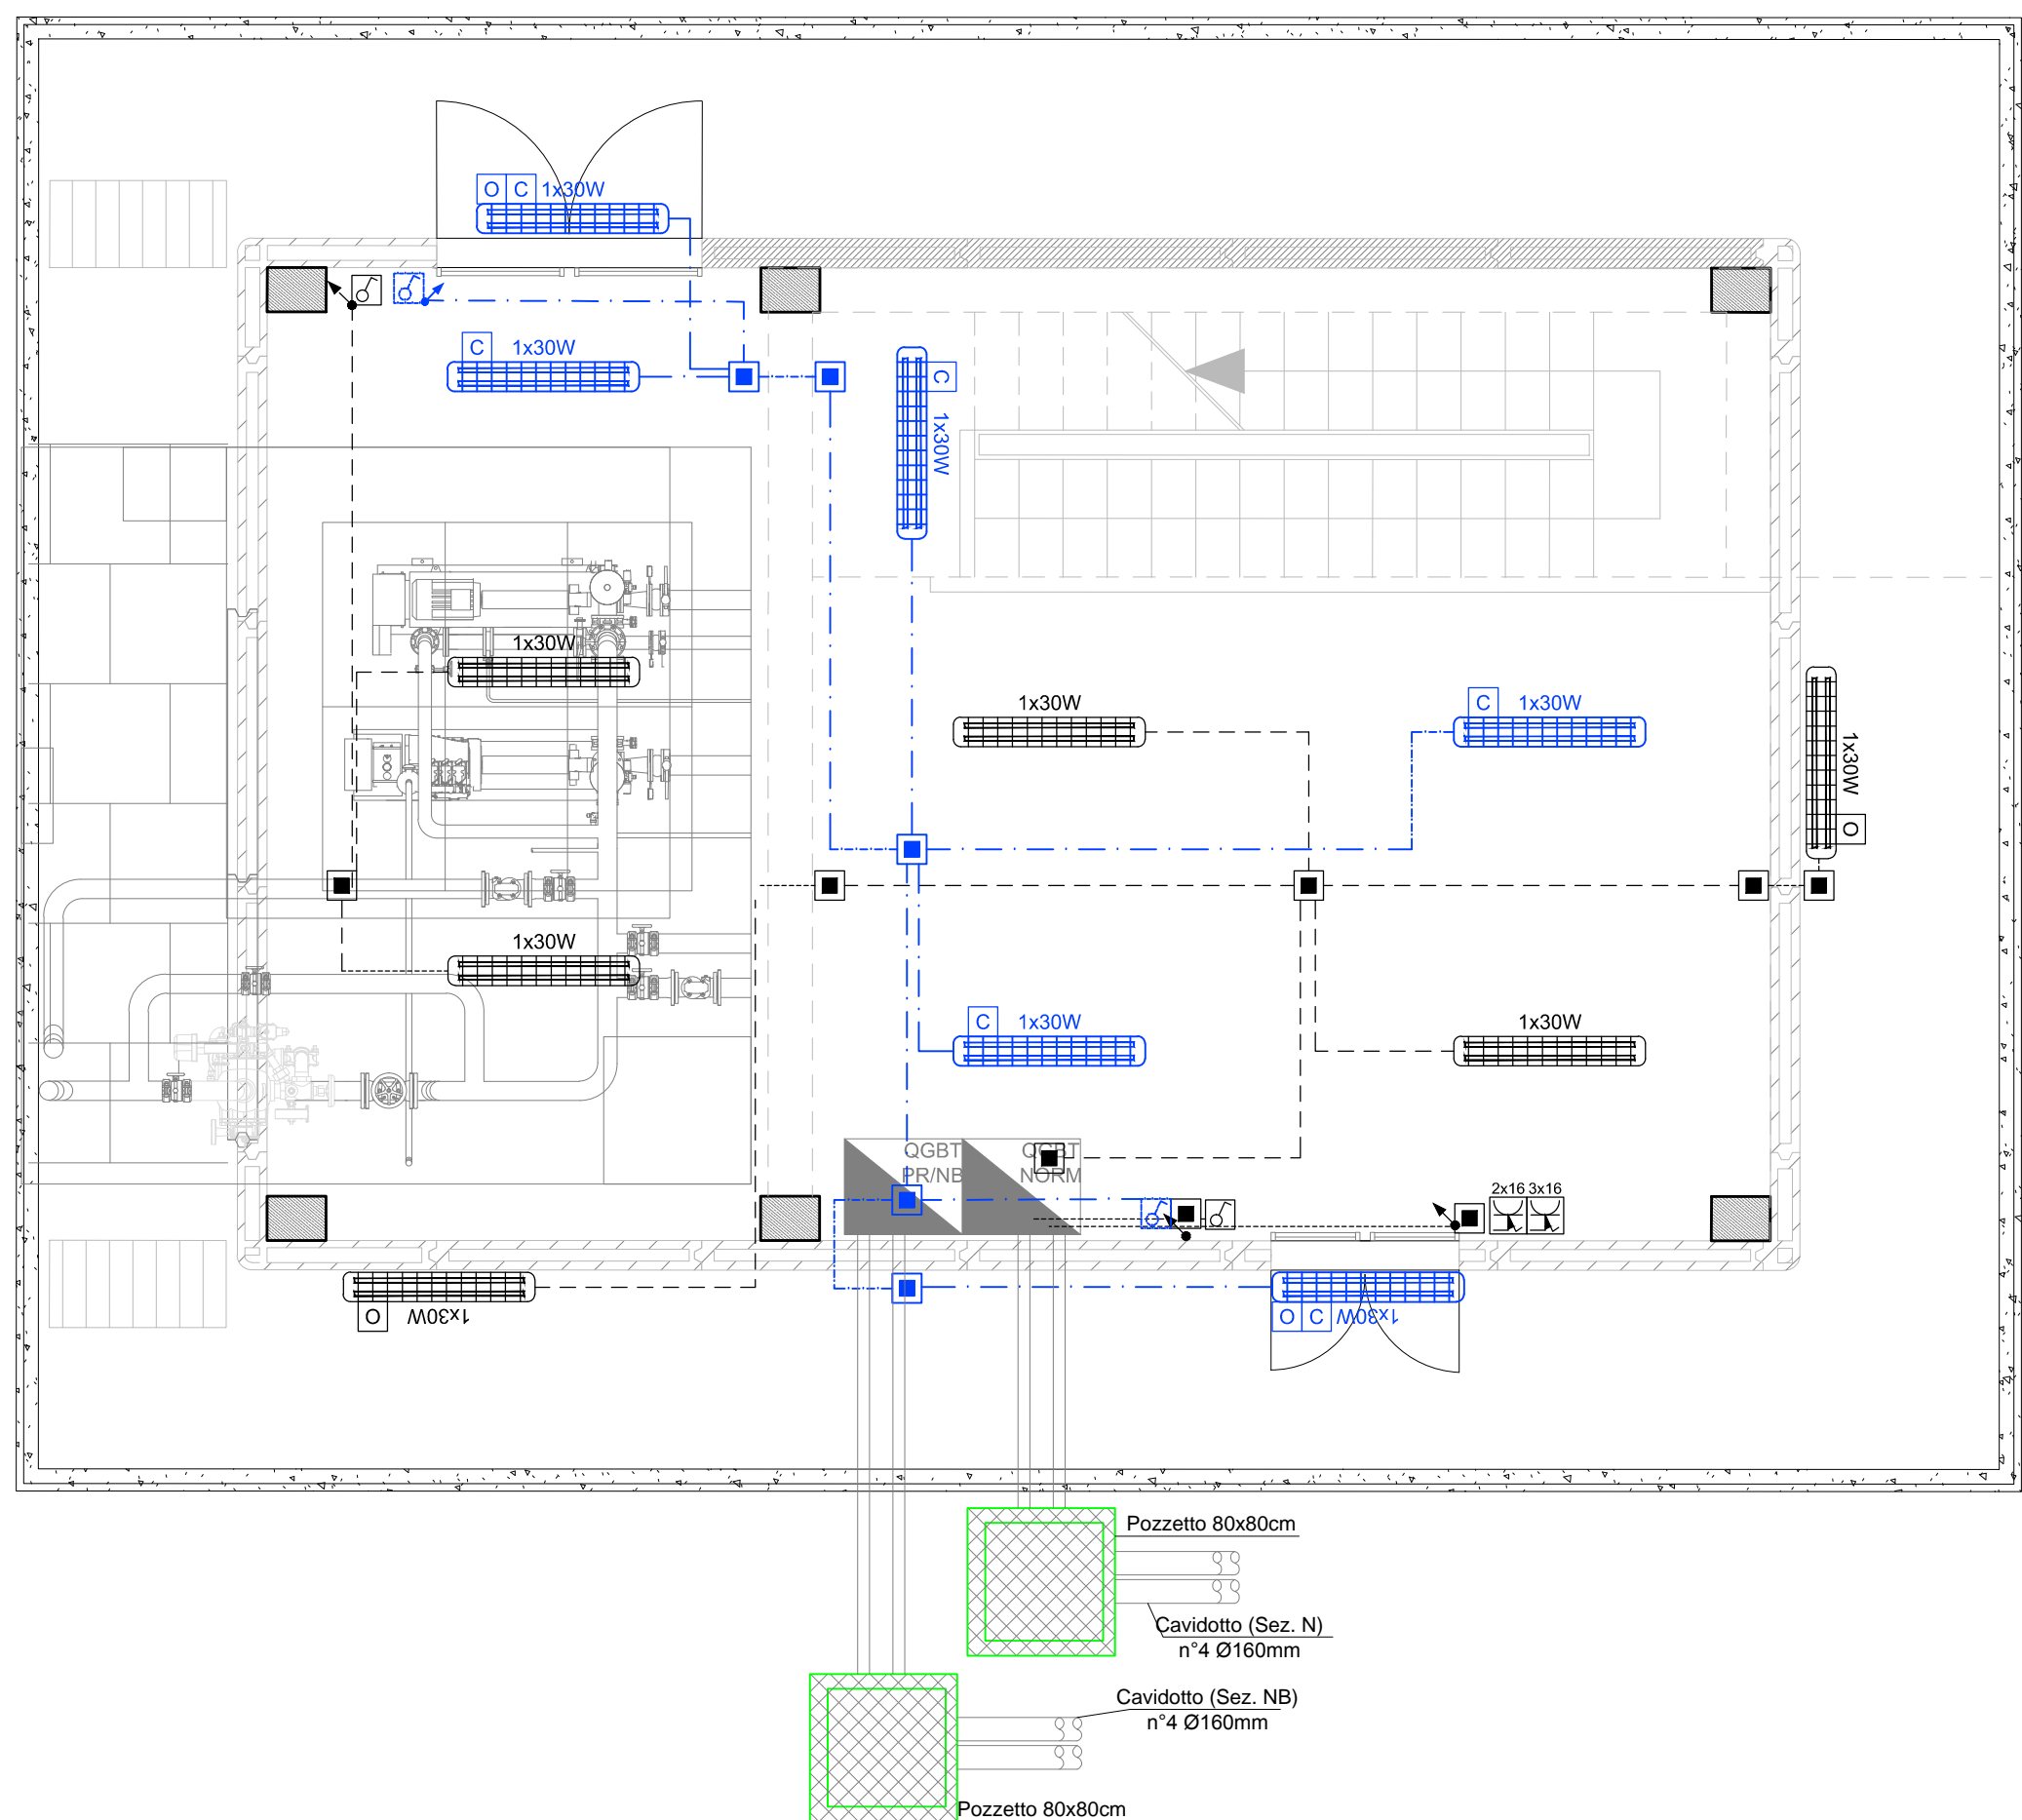 O C 1x30W
C 1x30W
C 1x30W
1x30W
1x30W
C 1x30W
1x30W O
1x30W
C 1x30W
1x30W
QGBT
PR/NB
QGBT
NORM
2x16 3x16
O 1x30W
O C 1x30W
Pozzetto 80x80cm
Cavidotto (Sez. N)
n°4 Ø160mm
Cavidotto (Sez. NB)
n°4 Ø160mm
Pozzetto 80x80cm